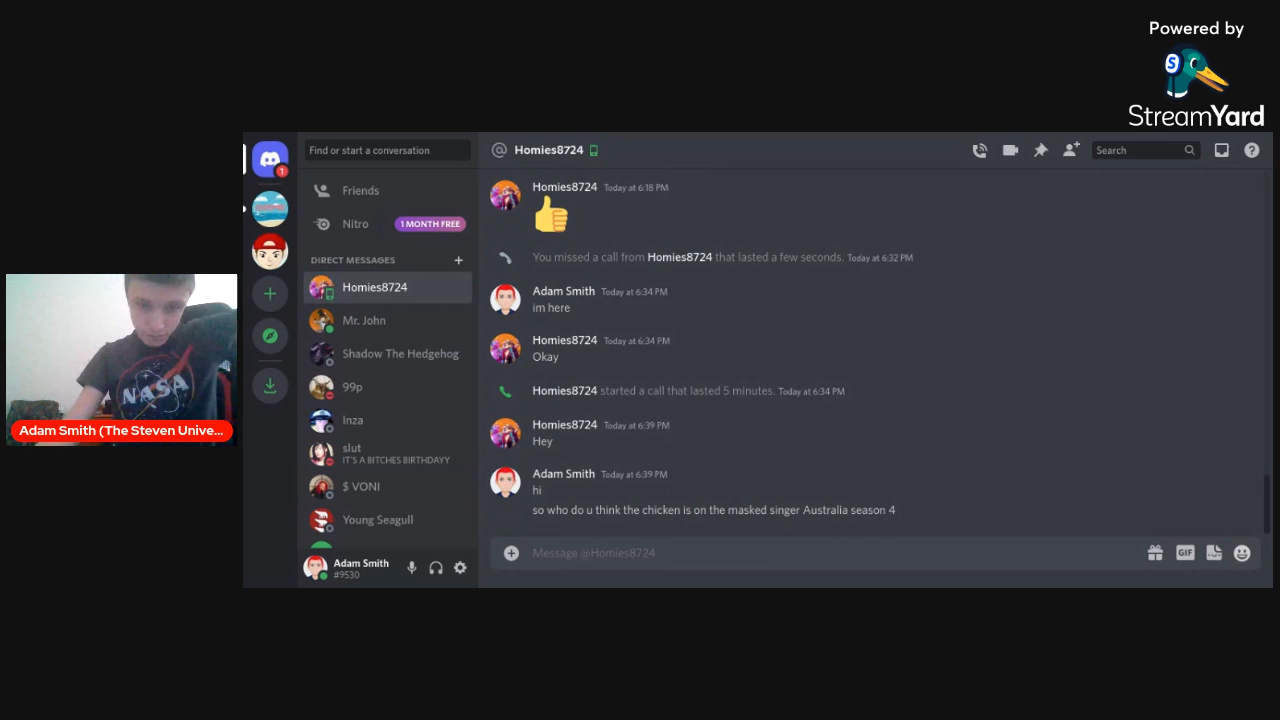 Powered by
S
StreamYard
Find or start a conversation
Homies8724
Search
Friends
Nitro
1 MONTH FREE
DIRECT MESSAGES
Homies8724
Mr. John
Shadow The Hedgehog
99p
Inza
slut
IT'S A BITCHES BIRTHDAYY
$ VONI
Young Seagull
Adam Smith
#9530
1
Homies8724 Today at 6:18 PM
You missed a call from Homies8724 that lasted a few seconds. Today at 6:32 PM
Adam Smith Today at 6:34 PM
im here
Homies8724 Today at 6:34 PM
Okay
Homies8724 started a call that lasted 5 minutes. Today at 6:34 PM
Homies8724 Today at 6:39 PM
Hey
Adam Smith Today at 6:39 PM
hi
so who do u think the chicken is on the masked singer Australia season 4
Message @Homies8724
GIF
NASA
Adam Smith (The Steven Unive...